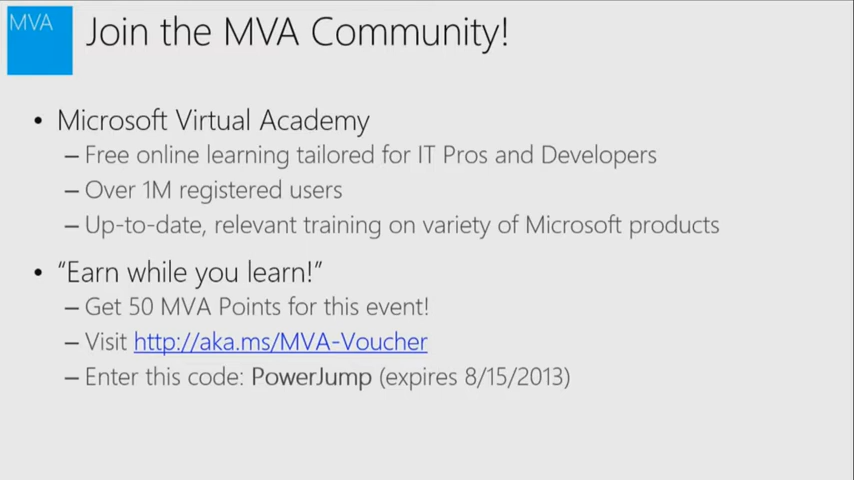 MVA
Join the MVA Community!
• Microsoft Virtual Academy
– Free online learning tailored for IT Pros and Developers
– Over 1M registered users
– Up-to-date, relevant training on variety of Microsoft products
• “Earn while you learn!”
– Get 50 MVA Points for this event!
– Visit http://aka.ms/MVA-Voucher
– Enter this code: PowerJump (expires 8/15/2013)